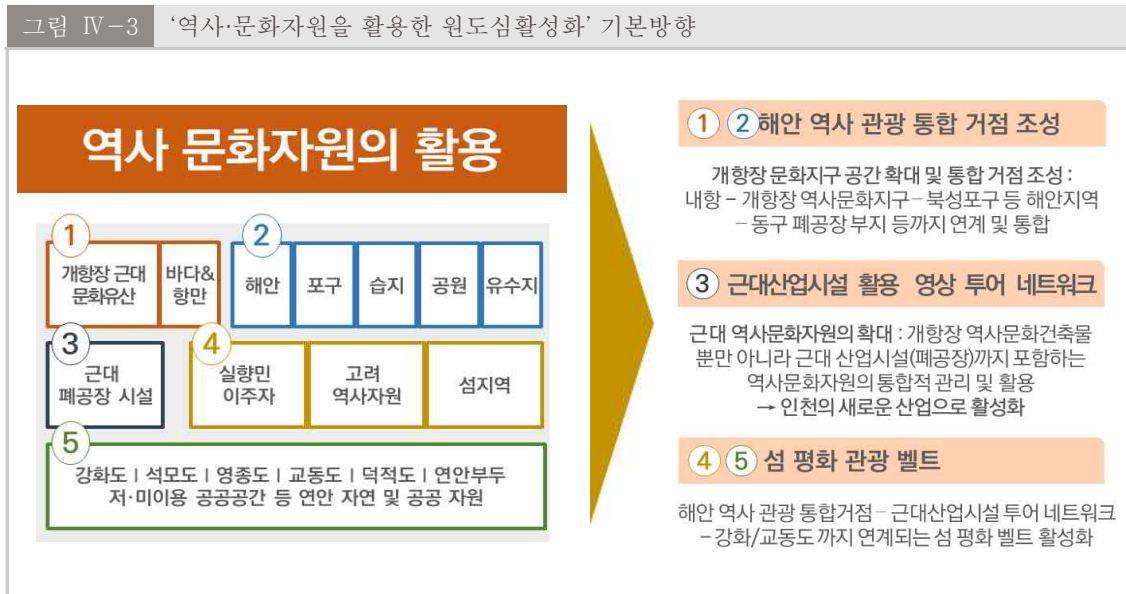 그림 Ⅳ-3 '역사·문화자원을 활용한 원도심활성화' 기본방향
역사 문화자원의 활용
1
개항장 근대
문화유산
바다&
항만
2
해안
포구
습지
공원
유수지
3
근대
폐공장 시설
4
실향민
이주자
고려
역사자원
섬지역
5
강화도 | 석모도 | 영종도 | 교동도 | 덕적도 | 연안부두
저·미이용 공공공간 등 연안 자연 및 공공 자원
1 2 해안 역사 관광 통합 거점 조성
개항장 문화지구 공간 확대 및 통합 거점 조성 :
내항 – 개항장 역사문화지구 – 북성포구 등 해안지역
– 동구 폐공장 부지 등까지 연계 및 통합
3 근대산업시설 활용 영상 투어 네트워크
근대 역사문화자원의 확대 : 개항장 역사문화건축물
뿐만 아니라 근대 산업시설(폐공장)까지 포함하는
역사문화자원의 통합적 관리 및 활용
→ 인천의 새로운 산업으로 활성화
4 5 섬 평화 관광 벨트
해안 역사 관광 통합거점 – 근대산업시설 투어 네트워크
– 강화/교동도 까지 연계되는 섬 평화 벨트 활성화